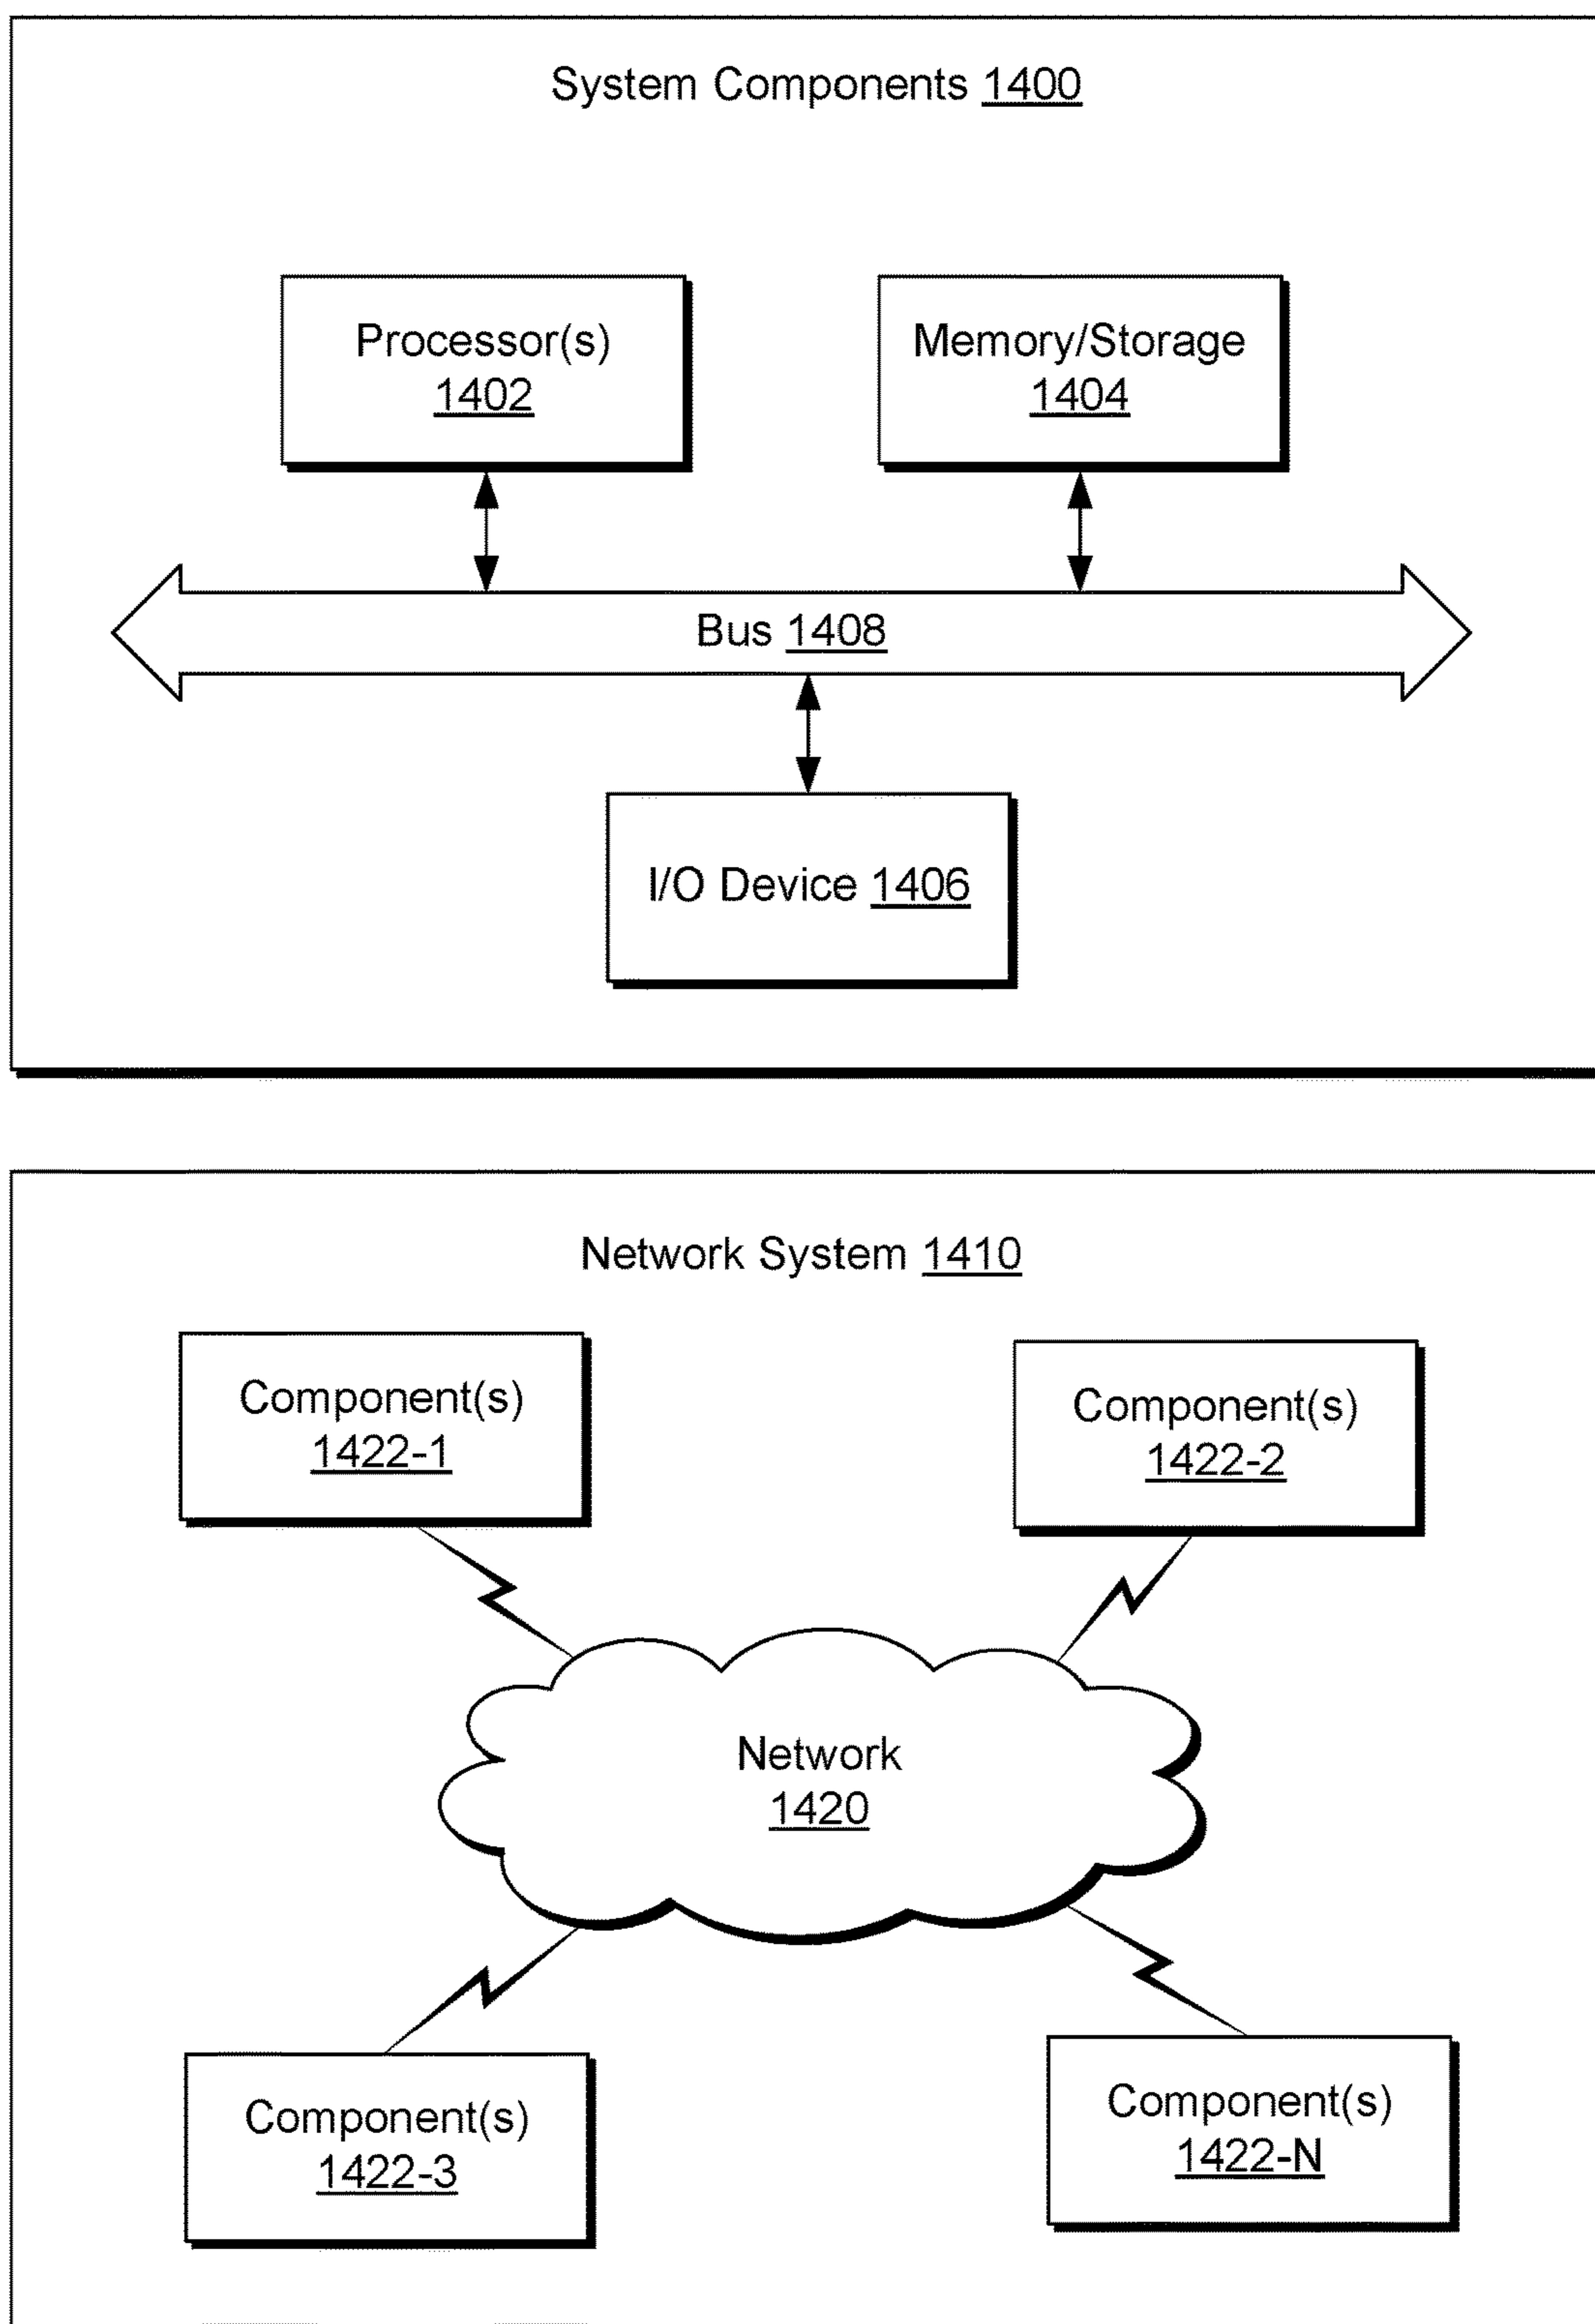 System Components 1400
Processor(s)
1402
Memory/Storage
1404
Bus 1408
I/O Device 1406
Network System 1410
Component(s)
1422-1
Component(s)
1422-2
Network
1420
Component(s)
1422-3
Component(s)
1422-N